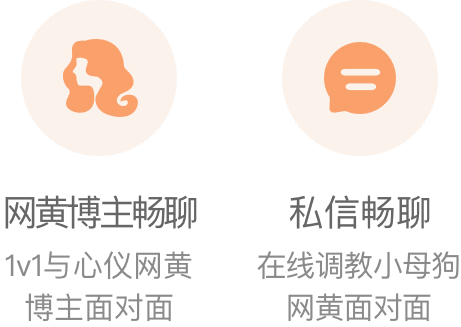 网黄博主畅聊
1v1与心仪网黄
博主面对面
私信畅聊
在线调教小母狗
网黄面对面